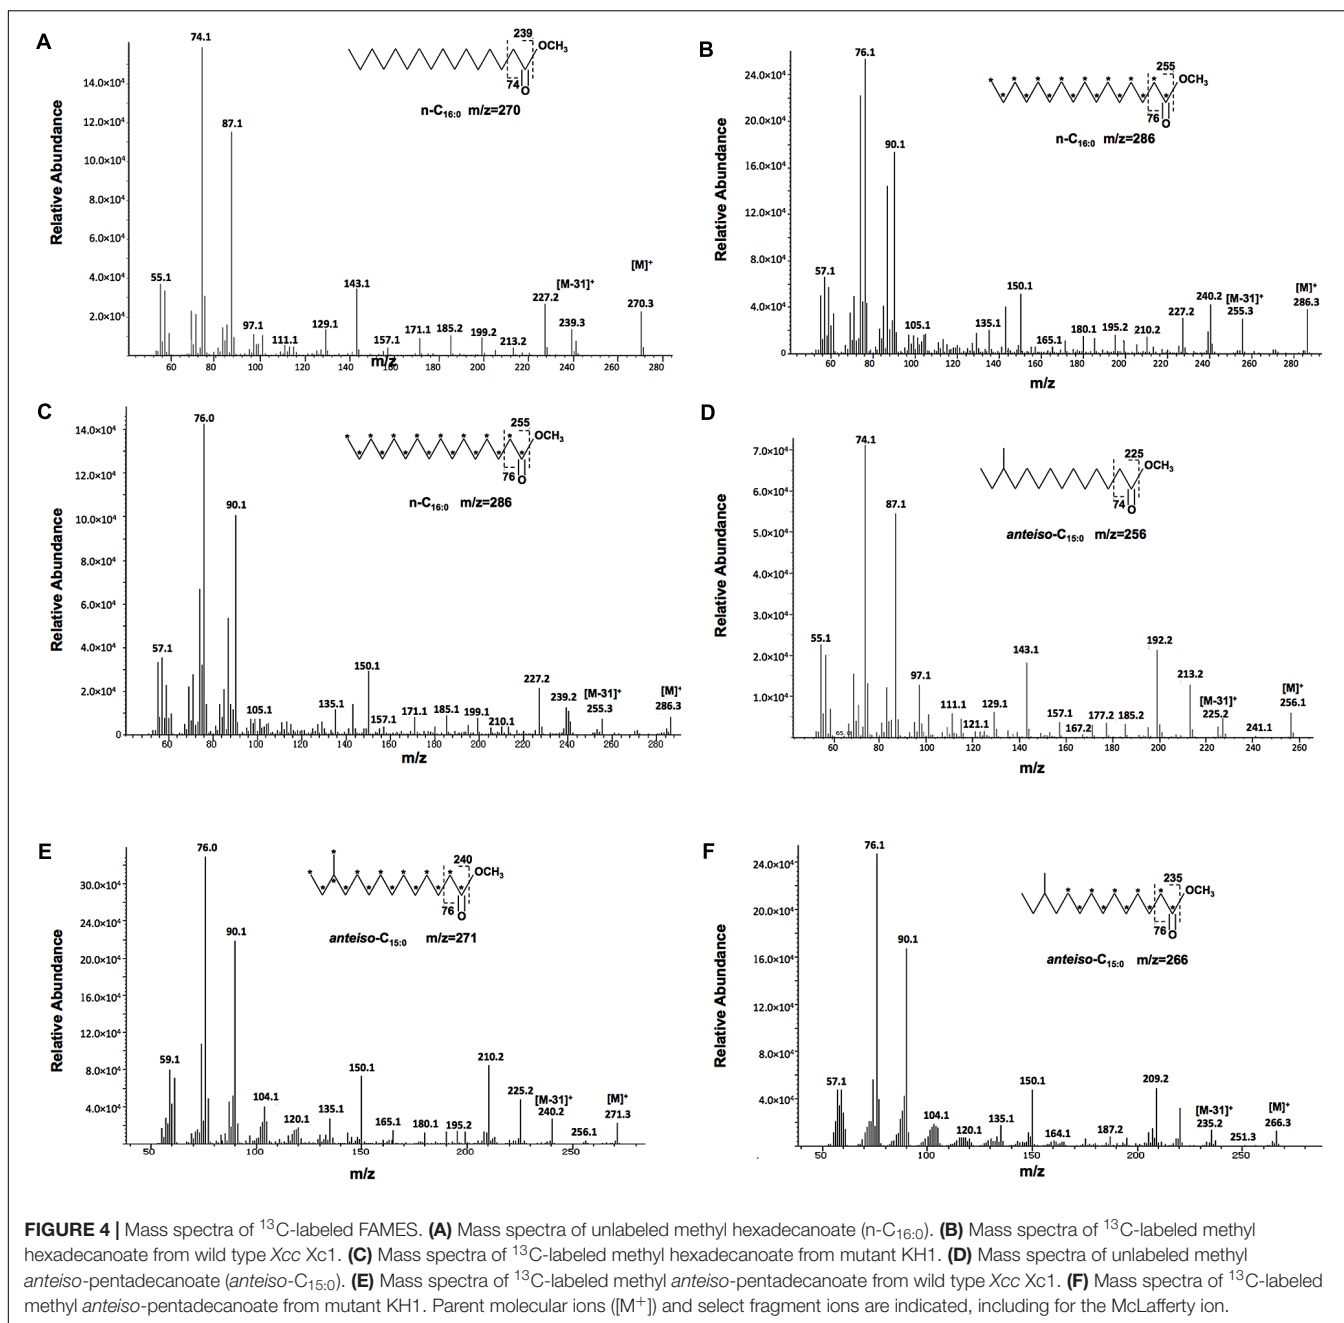 A
74.1
239
OCH3
74
O
n-C16:0 m/z=270
14.0×10⁴
12.0×10⁴
10.0×10⁴
8.0×10⁴
6.0×10⁴
4.0×10⁴
2.0×10⁴
Relative Abundance
87.1
55.1
97.1
111.1
129.1
143.1
157.1
171.1
185.2
199.2
213.2
227.2
[M-31]⁺
239.3
[M]⁺
270.3
60 80 100 120 140 160 180 200 220 240 260 280
m/z
B
76.1
255
OCH3
76
O
n-C16:0 m/z=286
24.0×10⁴
20.0×10⁴
16.0×10⁴
12.0×10⁴
8.0×10⁴
4.0×10⁴
0
Relative Abundance
90.1
57.1
105.1
135.1
150.1
165.1
180.1
195.2
210.2
227.2
240.2
[M-31]⁺
255.3
[M]⁺
286.3
60 80 100 120 140 160 180 200 220 240 260 280
m/z
C
76.0
255
OCH3
76
O
n-C16:0 m/z=286
14.0×10⁴
12.0×10⁴
10.0×10⁴
8.0×10⁴
6.0×10⁴
4.0×10⁴
2.0×10⁴
0
Relative Abundance
90.1
57.1
105.1
135.1
150.1
157.1
171.1
185.1
199.1
210.1
227.2
239.2
[M-31]⁺
255.3
[M]⁺
286.3
60 80 100 120 140 160 180 200 220 240 260 280
m/z
D
74.1
225
OCH3
74
O
anteiso-C15:0 m/z=256
7.0×10⁴
6.0×10⁴
5.0×10⁴
4.0×10⁴
3.0×10⁴
2.0×10⁴
1.0×10⁴
Relative Abundance
87.1
55.1
65.0
97.1
111.1
121.1
129.1
143.1
157.1
167.2
177.2
185.2
192.2
213.2
[M-31]⁺
225.2
241.1
[M]⁺
256.1
40 60 80 100 120 140 160 180 200 220 240 260
m/z
E
76.0
240
OCH3
76
O
anteiso-C15:0 m/z=271
30.0×10⁴
24.0×10⁴
20.0×10⁴
16.0×10⁴
12.0×10⁴
8.0×10⁴
4.0×10⁴
Relative Abundance
90.1
59.1
104.1
120.1
135.1
150.1
165.1
180.1
195.2
210.2
225.2
[M-31]⁺
240.2
256.1
[M]⁺
271.3
50 100 150 200 250
m/z
F
76.1
235
OCH3
76
O
anteiso-C15:0 m/z=266
24.0×10⁴
20.0×10⁴
16.0×10⁴
12.0×10⁴
8.0×10⁴
4.0×10⁴
Relative Abundance
90.1
57.1
104.1
120.1
135.1
150.1
164.1
187.2
209.2
[M-31]⁺
235.2
251.3
[M]⁺
266.3
50 100 150 200 250
m/z
FIGURE 4 | Mass spectra of ¹³C-labeled FAMES. (A) Mass spectra of unlabeled methyl hexadecanoate (n-C16:0). (B) Mass spectra of ¹³C-labeled methyl
hexadecanoate from wild type Xcc Xc1. (C) Mass spectra of ¹³C-labeled methyl hexadecanoate from mutant KH1. (D) Mass spectra of unlabeled methyl
anteiso-pentadecanoate (anteiso-C15:0). (E) Mass spectra of ¹³C-labeled methyl anteiso-pentadecanoate from wild type Xcc Xc1. (F) Mass spectra of ¹³C-labeled
methyl anteiso-pentadecanoate from mutant KH1. Parent molecular ions ([M⁺]) and select fragment ions are indicated, including for the McLafferty ion.